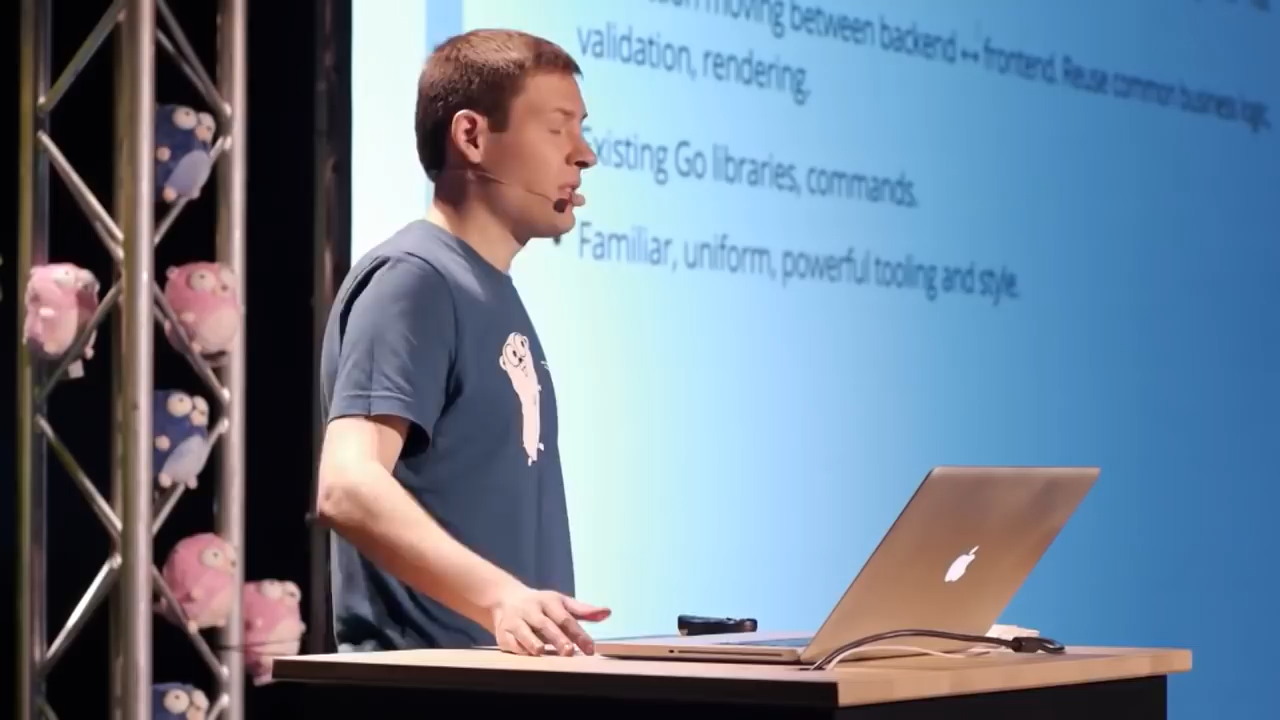 moving between backend ↔ frontend. Reuse common business logic,
validation, rendering.
Existing Go libraries, commands.
Familiar, uniform, powerful tooling and style.